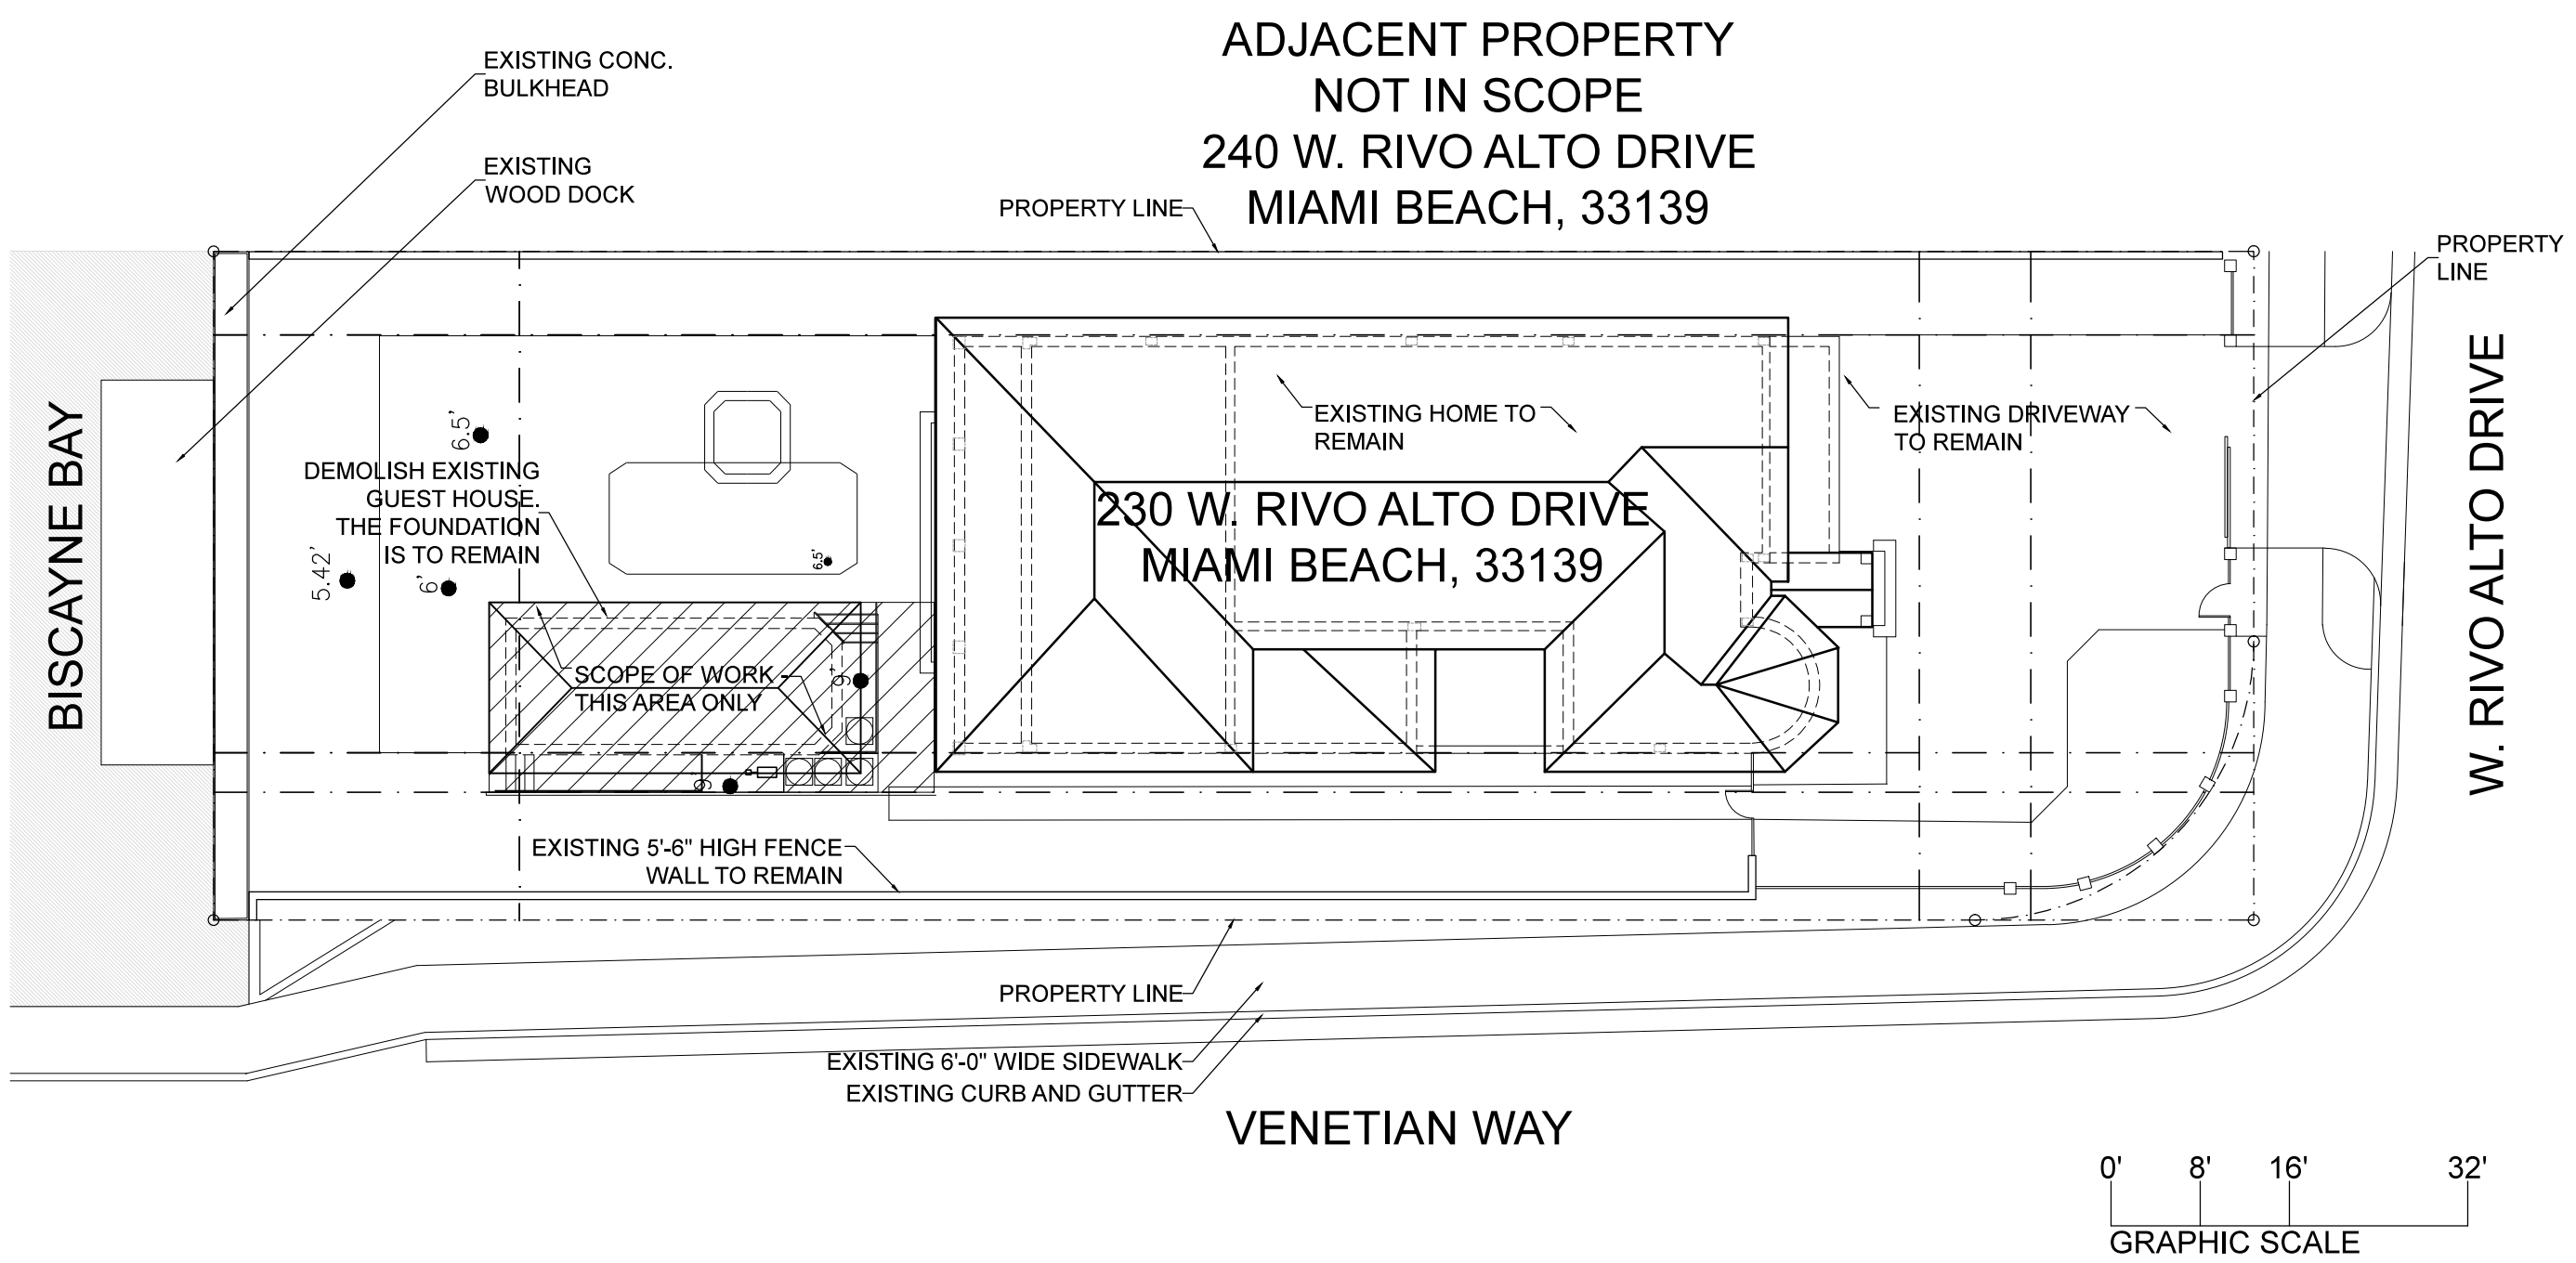 ADJACENT PROPERTY
NOT IN SCOPE
240 W. RIVO ALTO DRIVE
MIAMI BEACH, 33139
EXISTING CONC.
BULKHEAD
EXISTING
WOOD DOCK
PROPERTY LINE
PROPERTY
LINE
BISCAYNE BAY
W. RIVO ALTO DRIVE
6.5'
DEMOLISH EXISTING
GUEST HOUSE.
THE FOUNDATION
IS TO REMAIN
5.42'
6'
6.5'
EXISTING HOME TO
REMAIN
EXISTING DRIVEWAY
TO REMAIN
230 W. RIVO ALTO DRIVE
MIAMI BEACH, 33139
SCOPE OF WORK -
THIS AREA ONLY
9'
9'
EXISTING 5'-6" HIGH FENCE
WALL TO REMAIN
PROPERTY LINE
EXISTING 6'-0" WIDE SIDEWALK
EXISTING CURB AND GUTTER
VENETIAN WAY
0' 8' 16' 32'
GRAPHIC SCALE